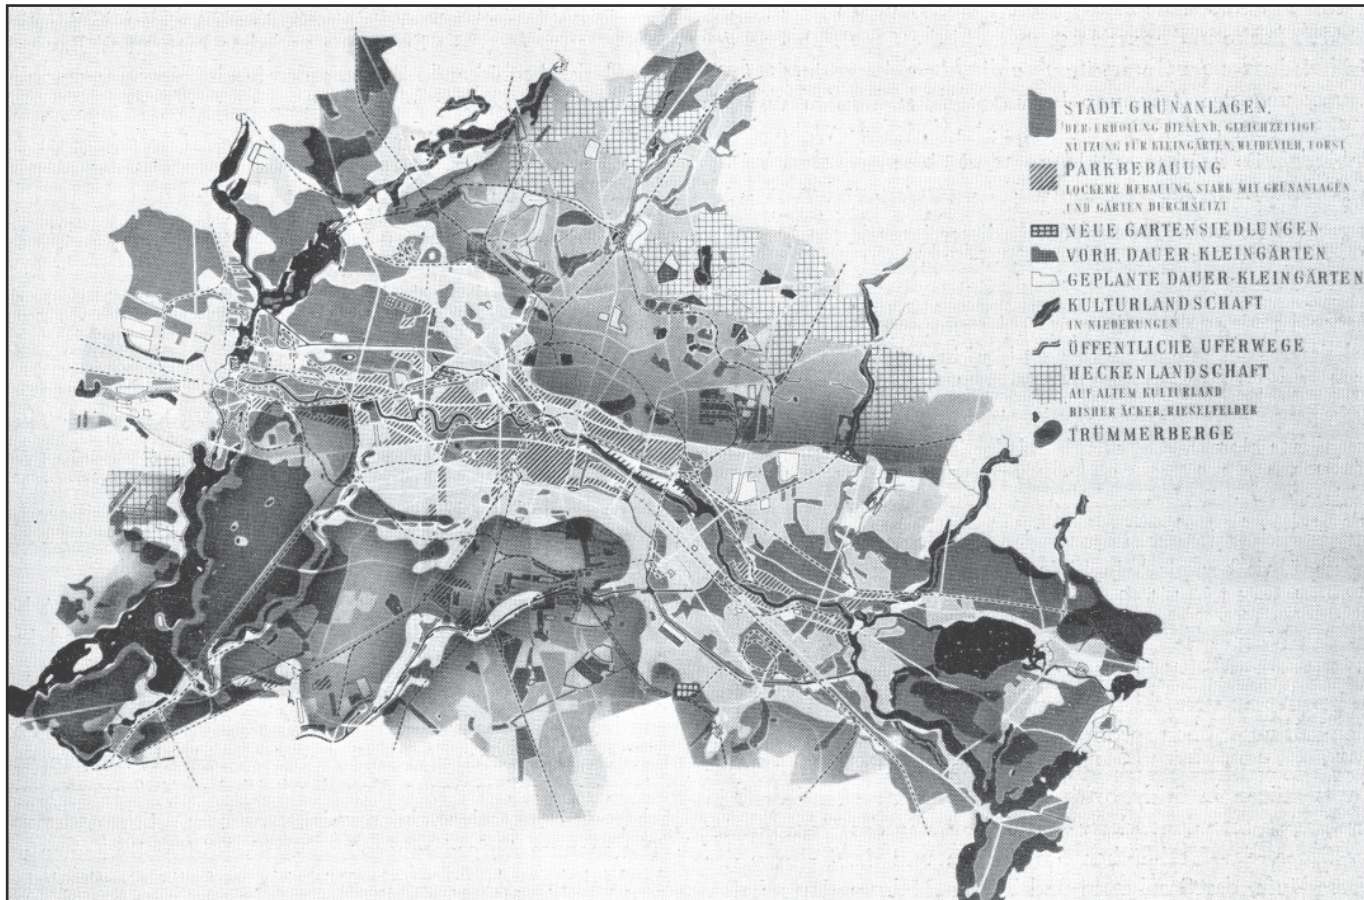 STÄDT. GRÜNANLAGEN,
DER ERHOLUNG DIENEND, GLEICHZEITIGE
NUTZUNG FÜR KLEINGÄRTEN, WEIDEVIEH, FORST
PARKBEBAUUNG
LOCKERE BEBAUUNG, STARK MIT GRÜNANLAGEN
UND GÄRTEN DURCHSETZT
NEUE GARTENSIEDLUNGEN
VORH. DAUER-KLEINGÄRTEN
GEPLANTE DAUER-KLEINGÄRTEN
KULTURLANDSCHAFT
IN NIEDERUNGEN
ÖFFENTLICHE UFERWEGE
HECKENLANDSCHAFT
AUF ALTEM KULTURLAND
BISHER ÄCKER, RIESELFELDER
TRÜMMERBERGE